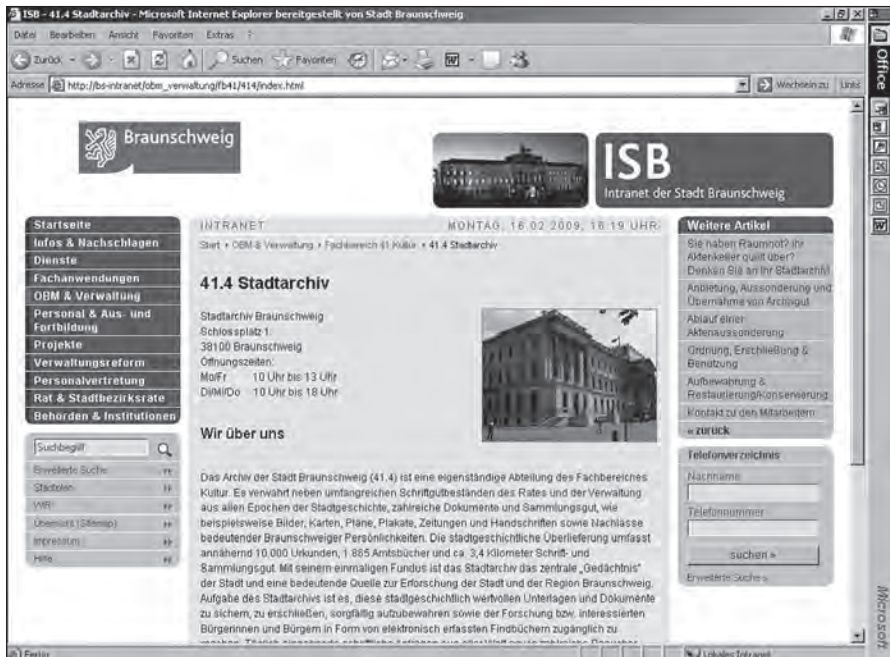 ISB - 41.4 Stadtarchiv - Microsoft Internet Explorer bereitgestellt von Stadt Braunschweig
Datei Bearbeiten Ansicht Favoriten Extras ?
Zurück Suchen Favoriten
Adresse http://bs-intranet/obm_verwaltung/fb41/414/index.html Wechseln zu Links
Office
Braunschweig
ISB
Intranet der Stadt Braunschweig
Startseite
Infos & Nachschlagen
Dienste
Fachanwendungen
OBM & Verwaltung
Personal & Aus- und
Fortbildung
Projekte
Verwaltungsreform
Personalvertretung
Rat & Stadtbezirksräte
Behörden & Institutionen
Suchbegriff
Erweiterte Suche
Stadtplan
Übersicht (Sitemap)
Impressum
Hilfe
INTRANET MONTAG, 16.02.2009, 16:19 UHR
Start › OBM & Verwaltung › Fachbereich 41 Kultur › 41.4 Stadtarchiv
41.4 Stadtarchiv
Stadtarchiv Braunschweig
Schlossplatz 1
38100 Braunschweig
Öffnungszeiten:
Mo/Fr 10 Uhr bis 13 Uhr
Di/Mi/Do 10 Uhr bis 18 Uhr
Wir über uns
Das Archiv der Stadt Braunschweig (41.4) ist eine eigenständige Abteilung des Fachbereiches
Kultur. Es verwahrt neben umfangreichen Schriftgutbeständen des Rates und der Verwaltung
aus allen Epochen der Stadtgeschichte, zahlreiche Dokumente und Sammlungsgut, wie
beispielsweise Bilder, Karten, Pläne, Plakate, Zeitungen und Handschriften sowie Nachlässe
bedeutender Braunschweiger Persönlichkeiten. Die stadtgeschichtliche Überlieferung umfasst
annähernd 10.000 Urkunden, 1.885 Amtsbücher und ca. 3,4 Kilometer Schrift- und
Sammlungsgut. Mit seinem einmaligen Fundus ist das Stadtarchiv das zentrale „Gedächtnis"
der Stadt und eine bedeutende Quelle zur Erforschung der Stadt und der Region Braunschweig.
Aufgabe des Stadtarchivs ist es, diese stadtgeschichtlich wertvollen Unterlagen und Dokumente
zu sichern, zu erschließen, sorgfältig aufzubewahren sowie der Forschung bzw. interessierten
Bürgerinnen und Bürgern in Form von elektronisch erfassten Findbüchern zugänglich zu
Weitere Artikel
Sie haben Raumnot? Ihr
Aktenkeller quillt über?
Denken Sie an Ihr Stadtarchiv!
Anbietung, Aussonderung und
Übernahme von Archivgut
Ablauf einer
Aktenaussonderung
Ordnung, Erschließung &
Benutzung
Aufbewahrung &
Restaurierung/Konservierung
Kontakt zu den Mitarbeitern
« zurück
Telefonverzeichnis
Nachname
Telefonnummer
suchen »
Erweiterte Suche »
Microsoft
Fertig Lokales Intranet